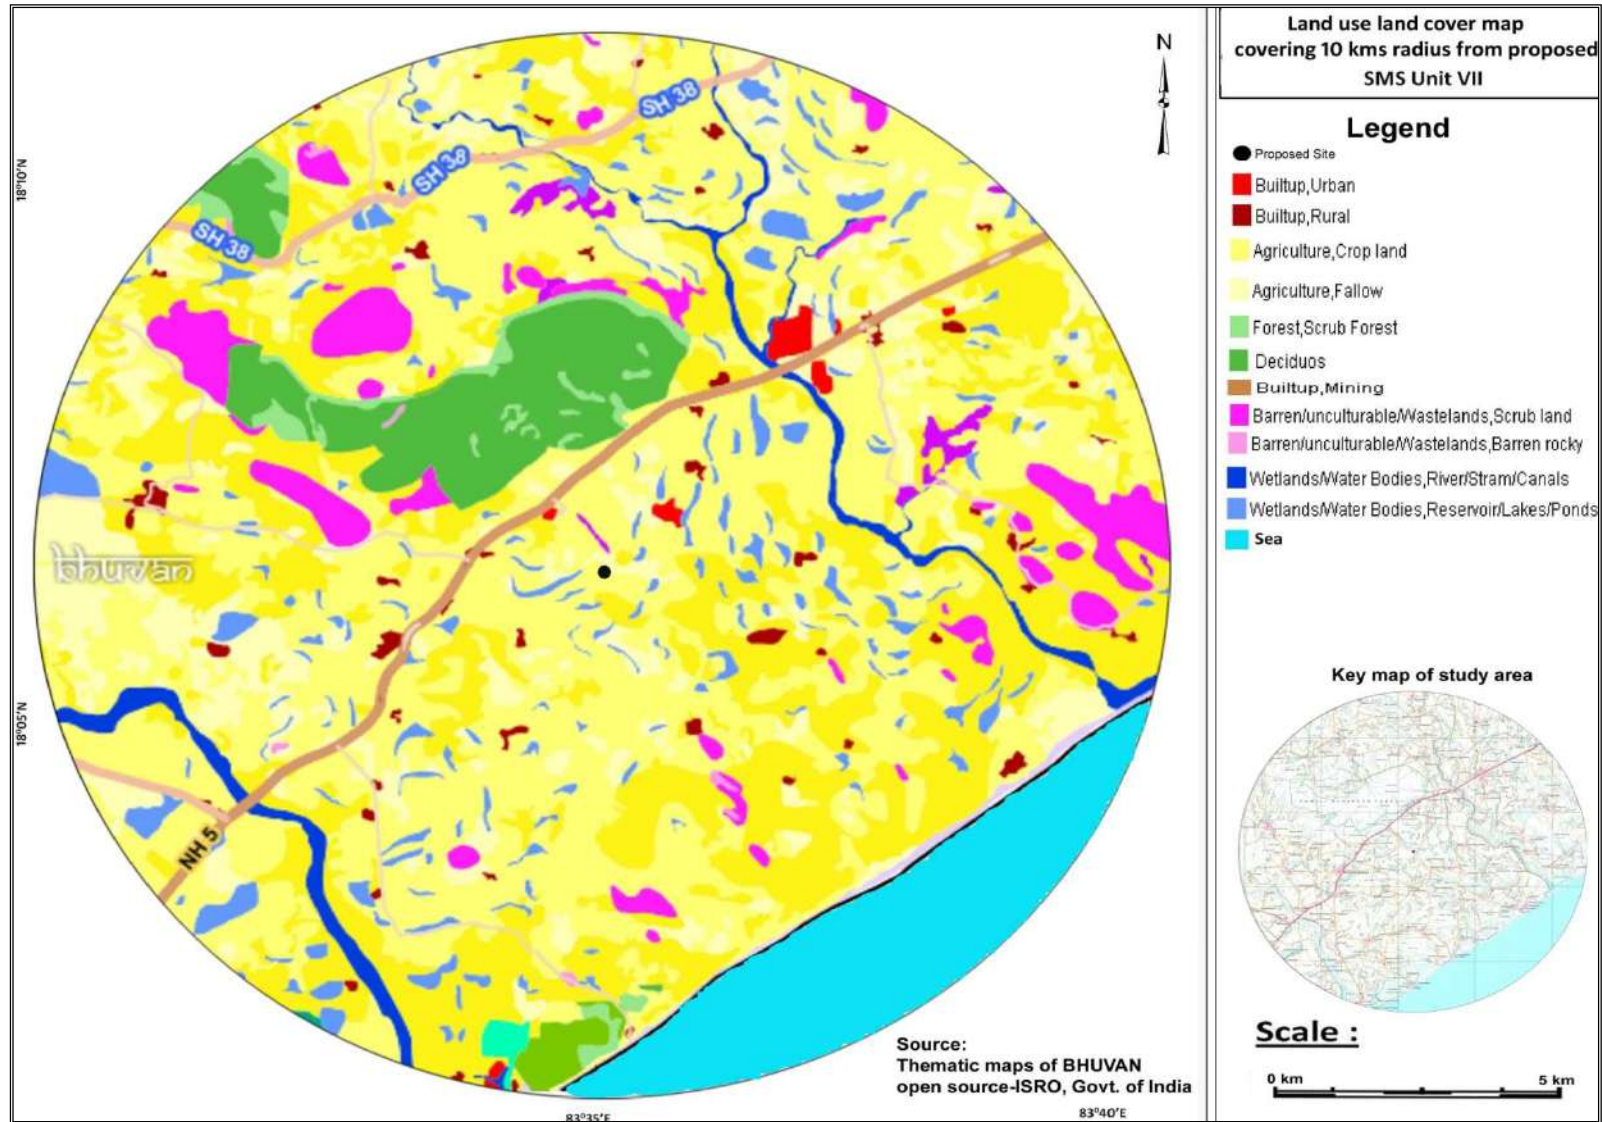 Land use land cover map
covering 10 kms radius from proposed
SMS Unit VII
N
Legend
Proposed Site
Builtup,Urban
Builtup,Rural
Agriculture,Crop land
Agriculture,Fallow
Forest,Scrub Forest
Deciduos
Builtup,Mining
Barren/unculturable/Wastelands,Scrub land
Barren/unculturable/Wastelands,Barren rocky
Wetlands/Water Bodies,River/Stram/Canals
Wetlands/Water Bodies,Reservoir/Lakes/Ponds
Sea
SH 38
SH 38
SH 38
18°10'N
भुवन
18°05'N
NH 5
Key map of study area
Source:
Thematic maps of BHUVAN
open source-ISRO, Govt. of India
Scale :
0 km
5 km
83°35'E
83°40'E